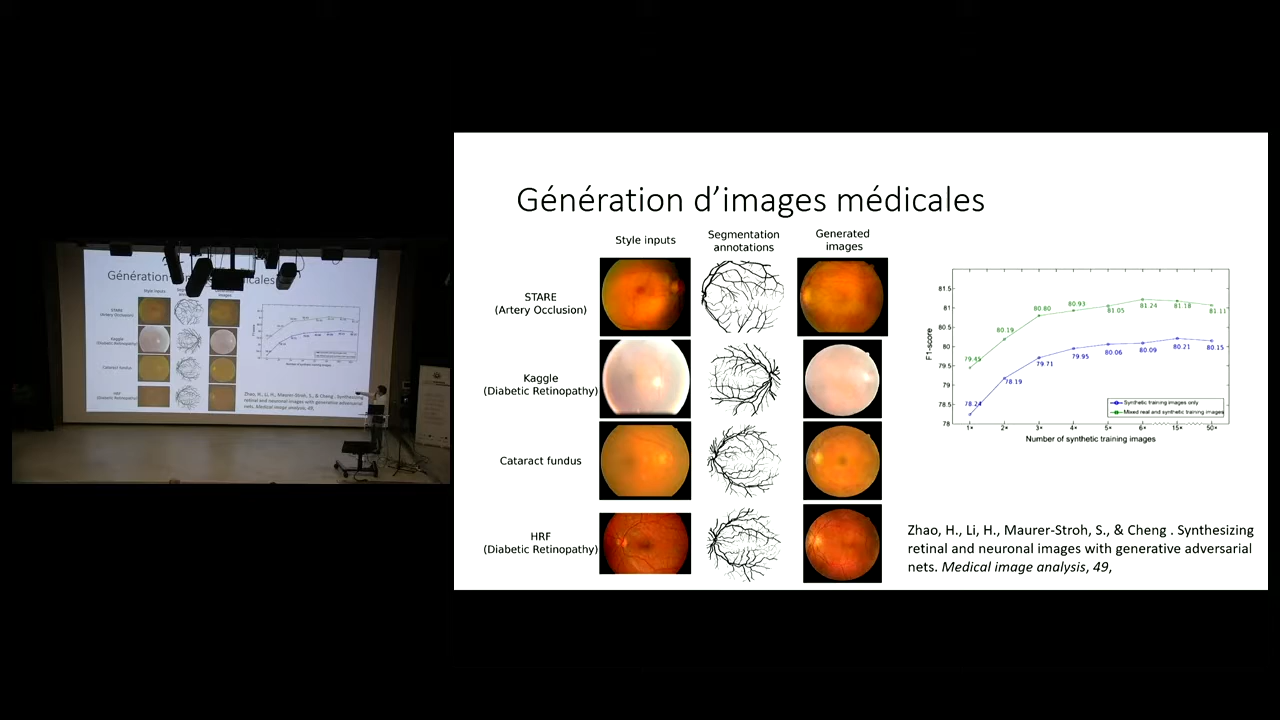 Génération d'images médicales
Style inputs
Segmentation
annotations
Generated
images
STARE
(Artery Occlusion)
Kaggle
(Diabetic Retinopathy)
Cataract fundus
HRF
(Diabetic Retinopathy)
F1-score
81.5
81
80.5
80
79.5
79
78.5
78
79.45
80.19
80.80
80.93
81.05
81.24
81.18
81.11
78.24
78.19
79.71
79.95
80.06
80.09
80.21
80.15
Synthetic training images only
Mixed real and synthetic training images
1× 2× 3× 4× 5× 6× 15× 50×
Number of synthetic training images
Zhao, H., Li, H., Maurer-Stroh, S., & Cheng . Synthesizing
retinal and neuronal images with generative adversarial
nets. Medical image analysis, 49,
Génération
médicales